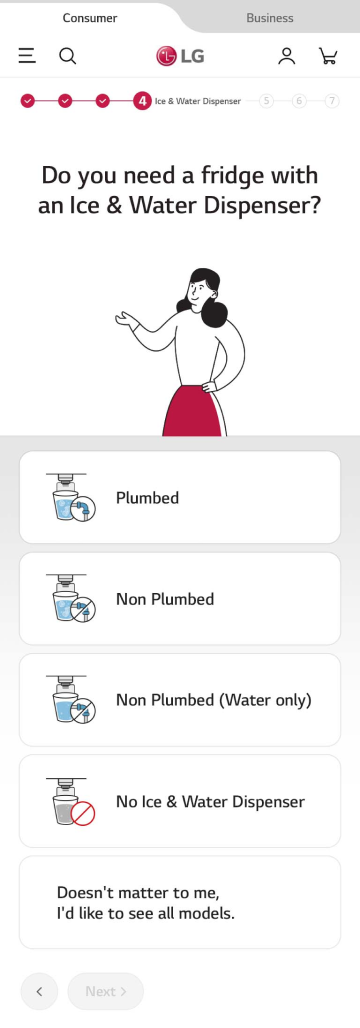 Consumer
Business
LG
4 Ice & Water Dispenser 5 6 7
Do you need a fridge with
an Ice & Water Dispenser?
Plumbed
Non Plumbed
Non Plumbed (Water only)
No Ice & Water Dispenser
Doesn't matter to me,
I'd like to see all models.
Next